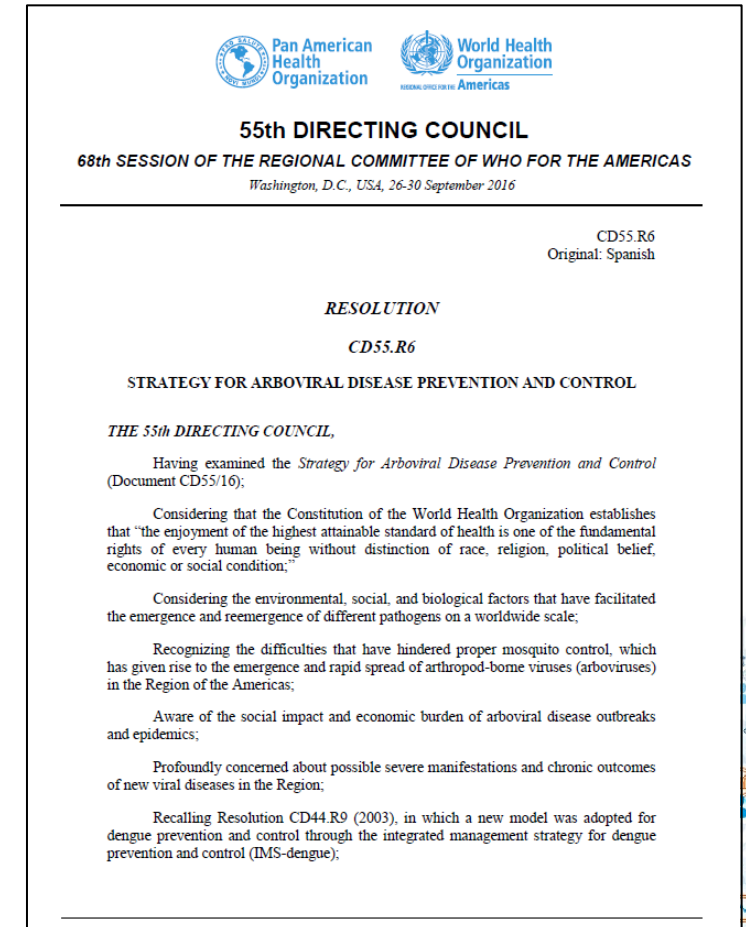 Pan American
Health
Organization
World Health
Organization
REGIONAL OFFICE FOR THE Americas
55th DIRECTING COUNCIL
68th SESSION OF THE REGIONAL COMMITTEE OF WHO FOR THE AMERICAS
Washington, D.C., USA, 26-30 September 2016
CD55.R6
Original: Spanish
RESOLUTION
CD55.R6
STRATEGY FOR ARBOVIRAL DISEASE PREVENTION AND CONTROL
THE 55th DIRECTING COUNCIL,
Having examined the Strategy for Arboviral Disease Prevention and Control
(Document CD55/16);
Considering that the Constitution of the World Health Organization establishes
that “the enjoyment of the highest attainable standard of health is one of the fundamental
rights of every human being without distinction of race, religion, political belief,
economic or social condition;”
Considering the environmental, social, and biological factors that have facilitated
the emergence and reemergence of different pathogens on a worldwide scale;
Recognizing the difficulties that have hindered proper mosquito control, which
has given rise to the emergence and rapid spread of arthropod-borne viruses (arboviruses)
in the Region of the Americas;
Aware of the social impact and economic burden of arboviral disease outbreaks
and epidemics;
Profoundly concerned about possible severe manifestations and chronic outcomes
of new viral diseases in the Region;
Recalling Resolution CD44.R9 (2003), in which a new model was adopted for
dengue prevention and control through the integrated management strategy for dengue
prevention and control (IMS-dengue);